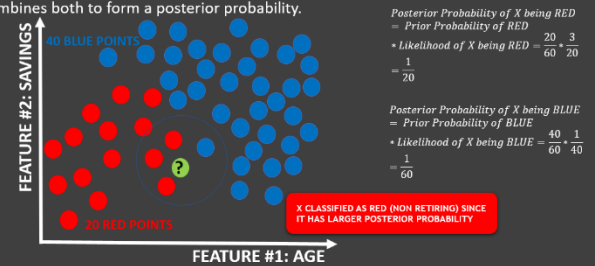 mbines both to form a posterior probability.
40 BLUE POINTS
FEATURE #2: SAVINGS
?
20 RED POINTS
FEATURE #1: AGE
Posterior Probability of X being RED
= Prior Probability of RED
* Likelihood of X being RED = 20/60 * 3/20
= 1/20
Posterior Probability of X being BLUE
= Prior Probability of BLUE
* Likelihood of X being BLUE = 40/60 * 1/40
= 1/60
X CLASSIFIED AS RED (NON RETIRING) SINCE
IT HAS LARGER POSTERIOR PROBABILITY